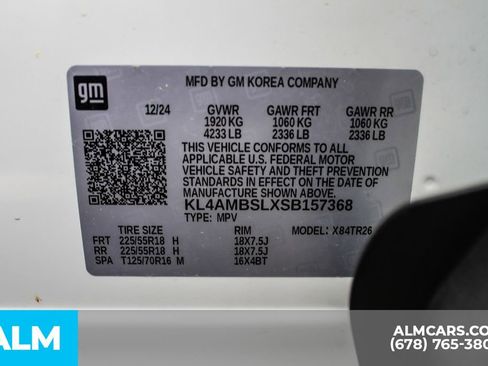 gm
MFD BY GM KOREA COMPANY
12/24 GVWR GAWR FRT GAWR RR
1920 KG 1060 KG 1060 KG
4233 LB 2336 LB 2336 LB
THIS VEHICLE CONFORMS TO ALL
APPLICABLE U.S. FEDERAL MOTOR
VEHICLE SAFETY AND THEFT PREVENTION
STANDARDS IN EFFECT ON THE DATE OF
MANUFACTURE SHOWN ABOVE.
KL4AMBSLXSB157368
TYPE: MPV MODEL: X84TR26
TIRE SIZE RIM
FRT 225/55R18 H 18X7.5J
RR 225/55R18 H 18X7.5J
SPA T125/70R16 M 16X4BT
ALM
ALMCARS.CO
(678) 765-380